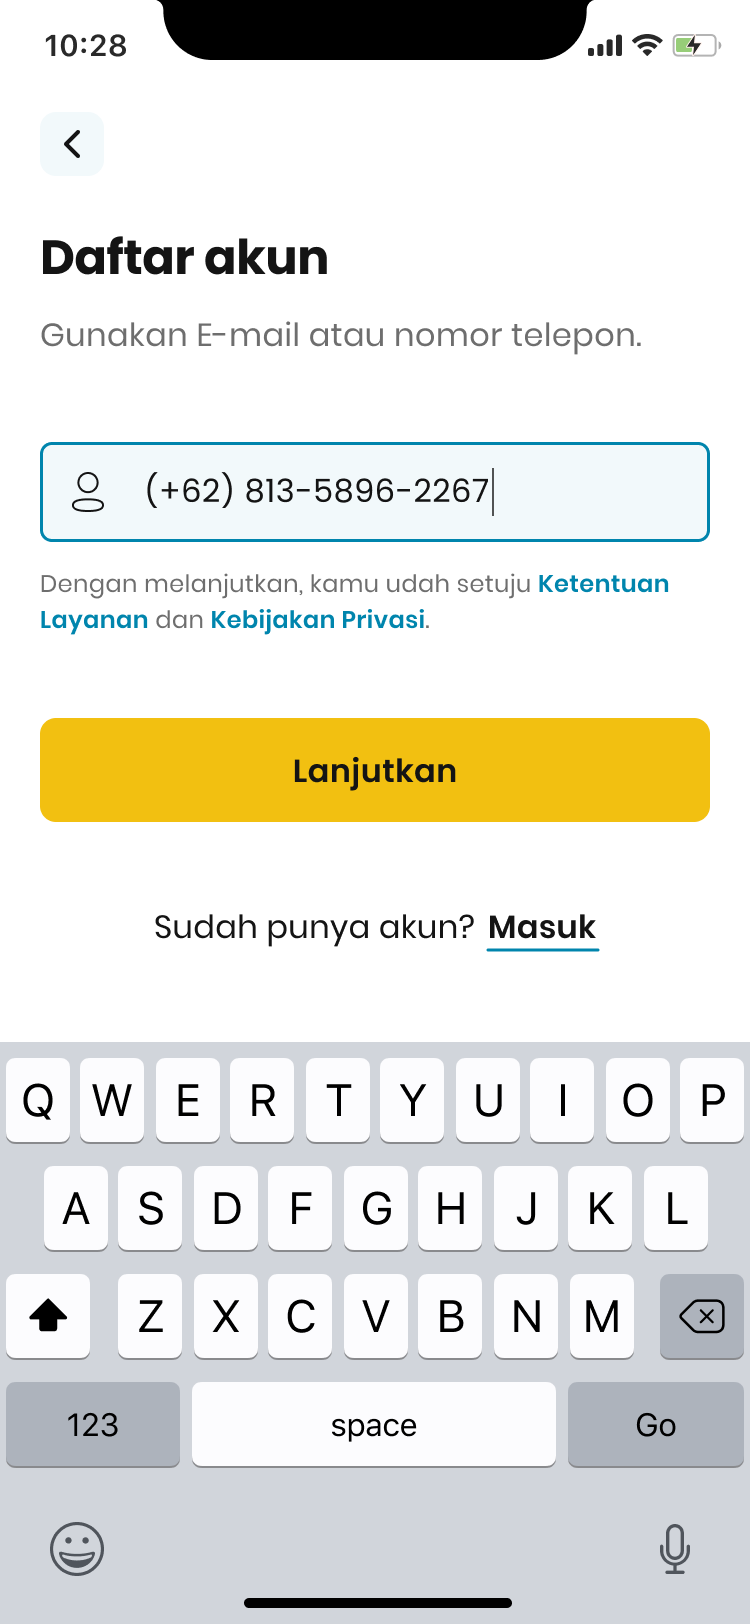 10:28
Daftar akun
Gunakan E-mail atau nomor telepon.
(+62) 813-5896-2267
Dengan melanjutkan, kamu udah setuju Ketentuan
Layanan dan Kebijakan Privasi.
Lanjutkan
Sudah punya akun? Masuk
Q W E R T Y U I O P
A S D F G H J K L
Z X C V B N M
123 space Go